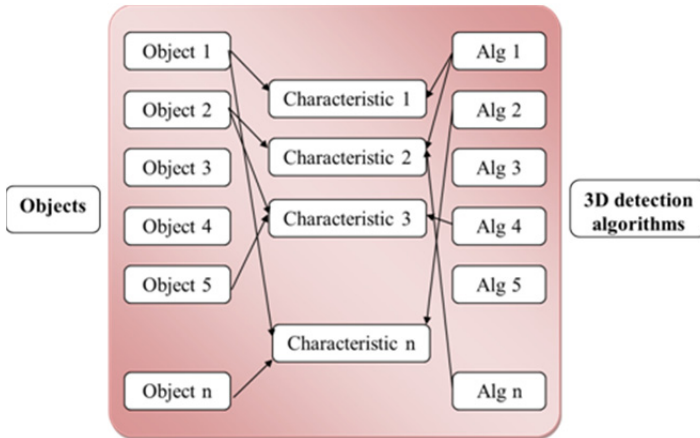 Objects
Object 1
Object 2
Object 3
Object 4
Object 5
Object n
Characteristic 1
Characteristic 2
Characteristic 3
Characteristic n
Alg 1
Alg 2
Alg 3
Alg 4
Alg 5
Alg n
3D detection
algorithms